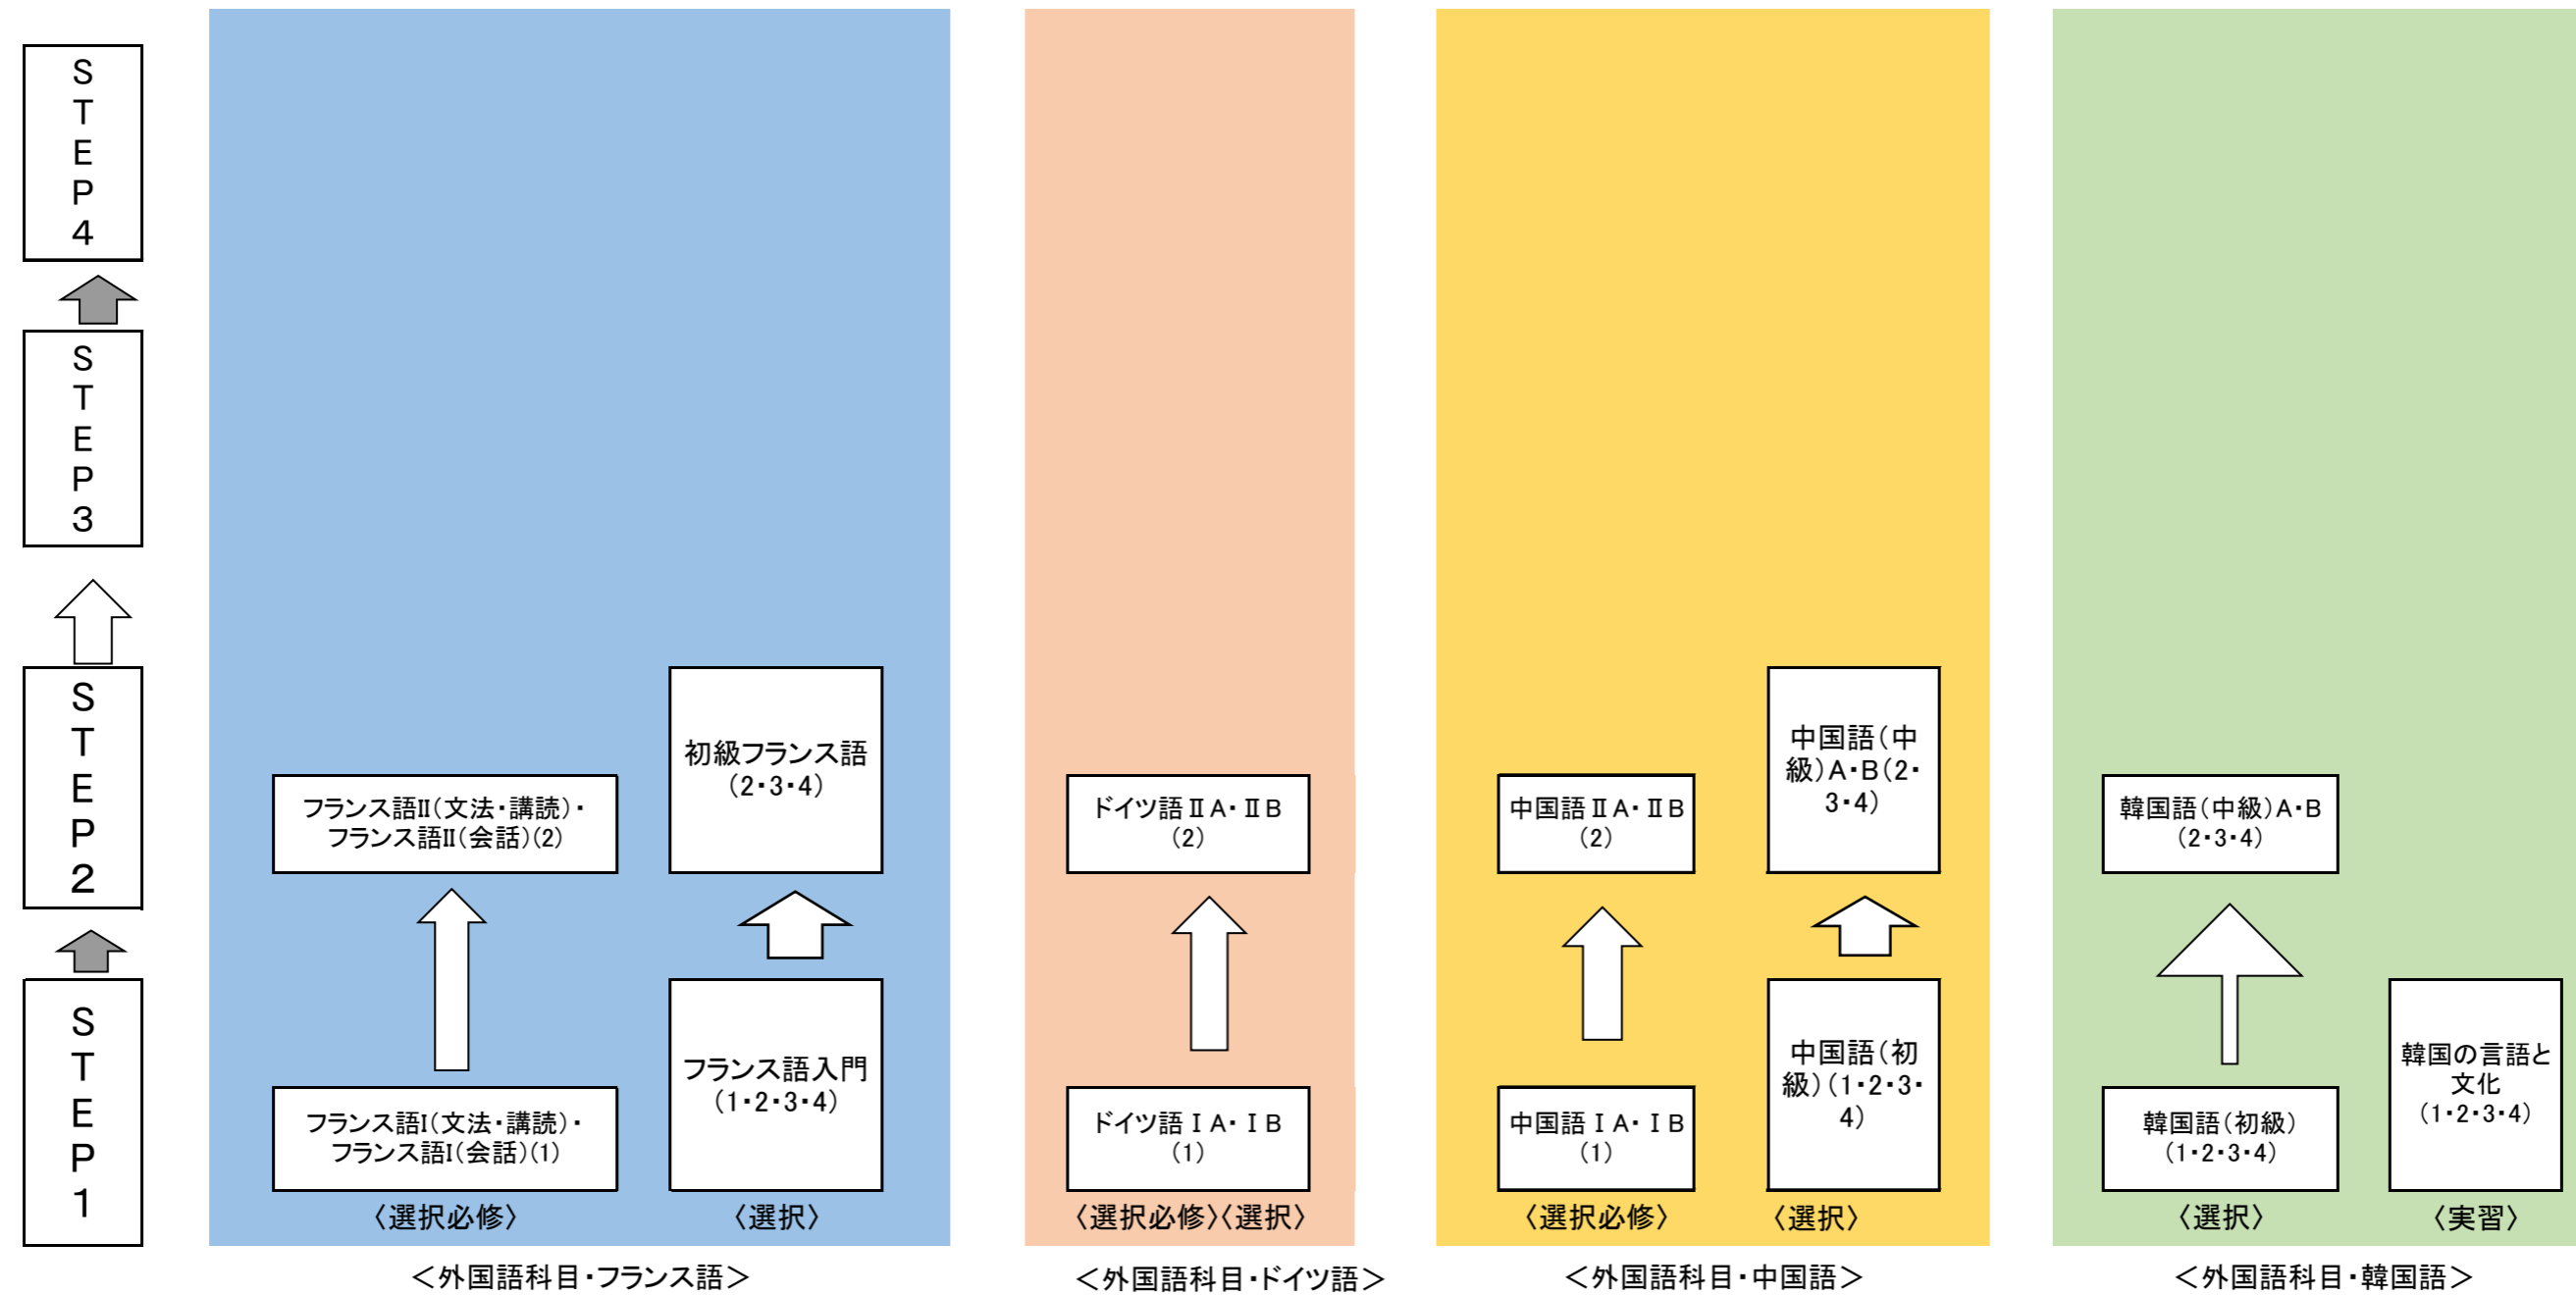 STEP4
STEP3
STEP2
STEP1
初級フランス語
(2・3・4)
フランス語II(文法・講読)・
フランス語II(会話)(2)
フランス語入門
(1・2・3・4)
フランス語I(文法・講読)・
フランス語I(会話)(1)
〈選択必修〉
〈選択〉
<外国語科目・フランス語>
ドイツ語ⅡA・ⅡB
(2)
ドイツ語ⅠA・ⅠB
(1)
〈選択必修〉〈選択〉
<外国語科目・ドイツ語>
中国語(中
級)A・B(2・
3・4)
中国語ⅡA・ⅡB
(2)
中国語(初
級)(1・2・3・
4)
中国語ⅠA・ⅠB
(1)
〈選択必修〉
〈選択〉
<外国語科目・中国語>
韓国語(中級)A・B
(2・3・4)
韓国語(初級)
(1・2・3・4)
韓国の言語と
文化
(1・2・3・4)
〈選択〉
〈実習〉
<外国語科目・韓国語>